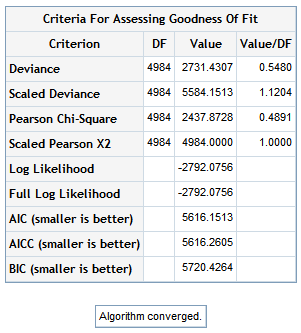 Criteria For Assessing Goodness Of Fit
Criterion DF Value Value/DF
Deviance 4984 2731.4307 0.5480
Scaled Deviance 4984 5584.1513 1.1204
Pearson Chi-Square 4984 2437.8728 0.4891
Scaled Pearson X2 4984 4984.0000 1.0000
Log Likelihood -2792.0756
Full Log Likelihood -2792.0756
AIC (smaller is better) 5616.1513
AICC (smaller is better) 5616.2605
BIC (smaller is better) 5720.4264
Algorithm converged.